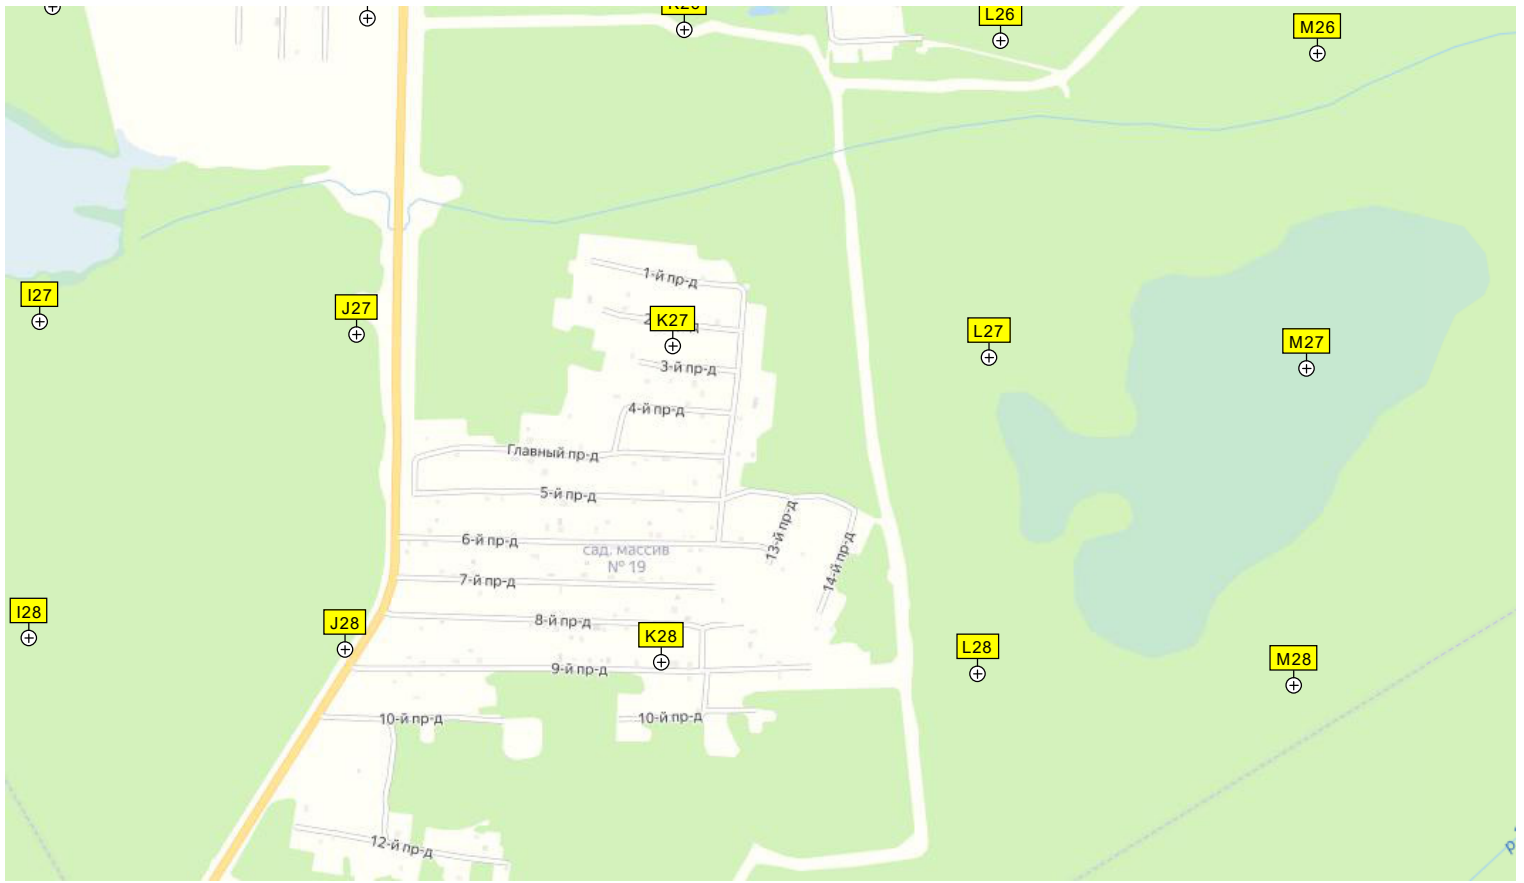 K26
L26
M26
1-й пр-д
I27
J27
K27
L27
M27
3-й пр-д
4-й пр-д
Главный пр-д
5-й пр-д
13-й пр-д
6-й пр-д
сад. массив
№ 19
14-й пр-д
7-й пр-д
I28
J28
8-й пр-д
K28
L28
M28
9-й пр-д
10-й пр-д
10-й пр-д
12-й пр-д